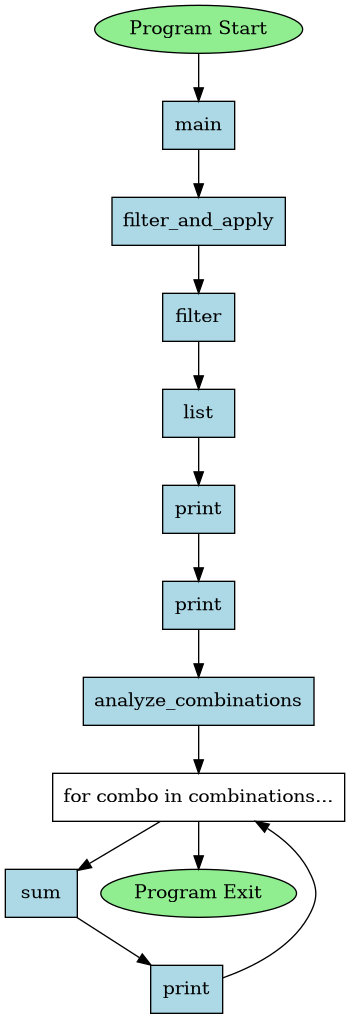 Program Start
main
filter_and_apply
filter
list
print
print
analyze_combinations
for combo in combinations...
sum
Program Exit
print